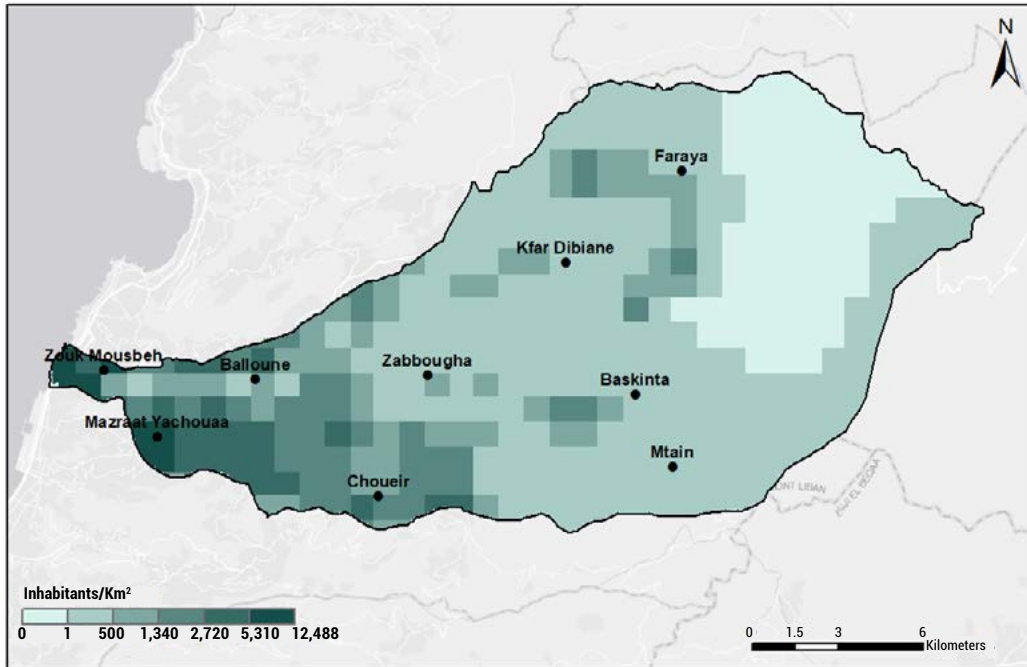 N
Faraya
Kfar Dibiane
Zouk Mousbeh
Balloune
Zabbougha
Baskinta
Mazraat Yachouaa
Mtain
Choueir
Inhabitants/Km²
0 1 500 1,340 2,720 5,310 12,488
0 1.5 3 6
Kilometers